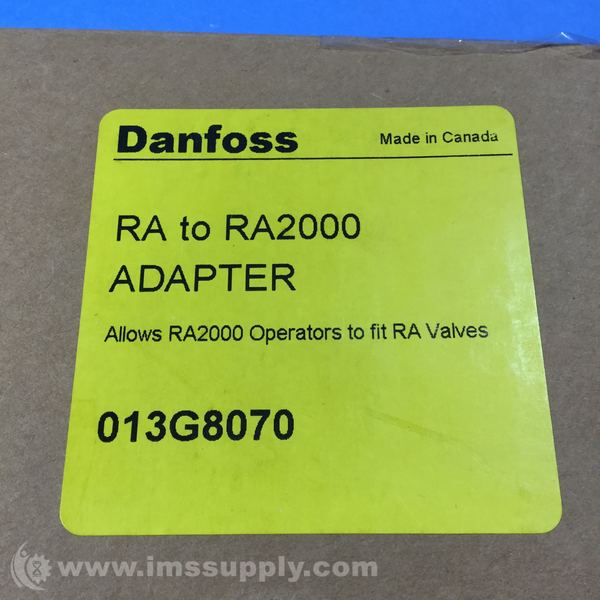 Danfoss
Made in Canada
RA to RA2000
ADAPTER
Allows RA2000 Operators to fit RA Valves
013G8070
www.imssupply.com